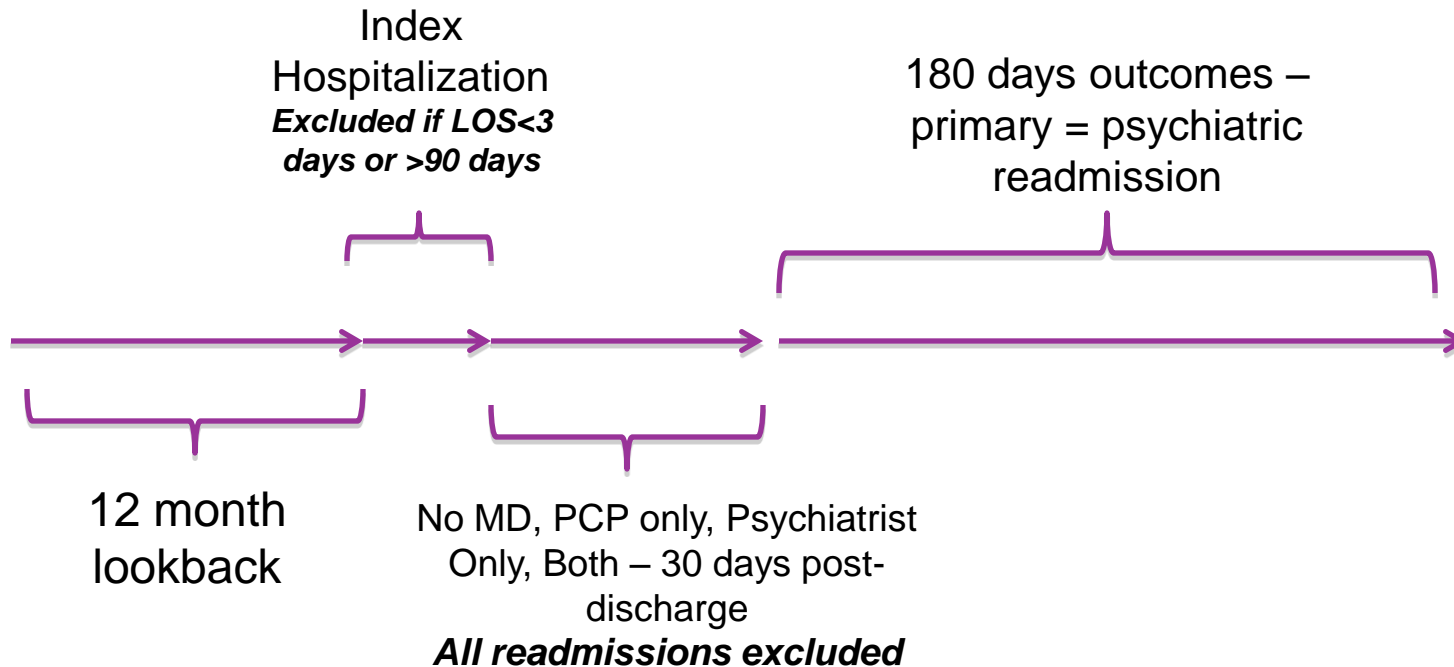 Index
Hospitalization
Excluded if LOS<3
days or >90 days
180 days outcomes –
primary = psychiatric
readmission
12 month
lookback
No MD, PCP only, Psychiatrist
Only, Both – 30 days post-
discharge
All readmissions excluded